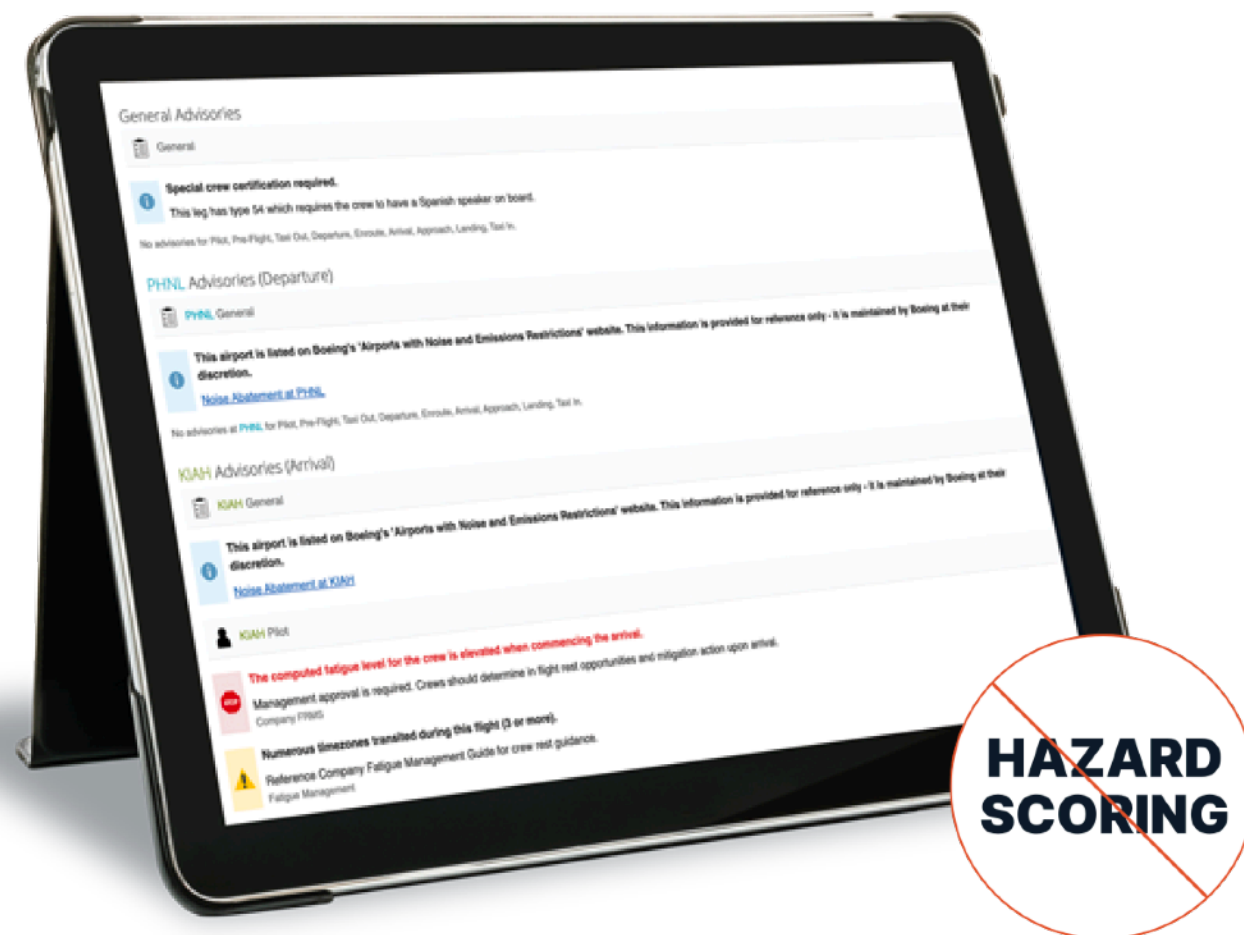 General Advisories
General
Special crew certification required.
This leg has type 54 which requires the crew to have a Spanish speaker on board.
No advisories for Pilot, Pre-Flight, Taxi Out, Departure, Enroute, Arrival, Approach, Landing, Taxi In.
PHNL Advisories (Departure)
PHNL General
This airport is listed on Boeing's 'Airports with Noise and Emissions Restrictions' website. This information is provided for reference only - it is maintained by Boeing at their
discretion.
Noise Abatement at PHNL
No advisories at PHNL for Pilot, Pre-Flight, Taxi Out, Departure, Enroute, Arrival, Approach, Landing, Taxi In.
KIAH Advisories (Arrival)
KIAH General
This airport is listed on Boeing's 'Airports with Noise and Emissions Restrictions' website. This information is provided for reference only - it is maintained by Boeing at their
discretion.
Noise Abatement at KIAH
KIAH Pilot
The computed fatigue level for the crew is elevated when commencing the arrival.
Management approval is required. Crews should determine in flight rest opportunities and mitigation action upon arrival.
Company FRMS
Numerous timezones transited during this flight (3 or more).
Reference Company Fatigue Management Guide for crew rest guidance.
Fatigue Management
HAZARD
SCORING